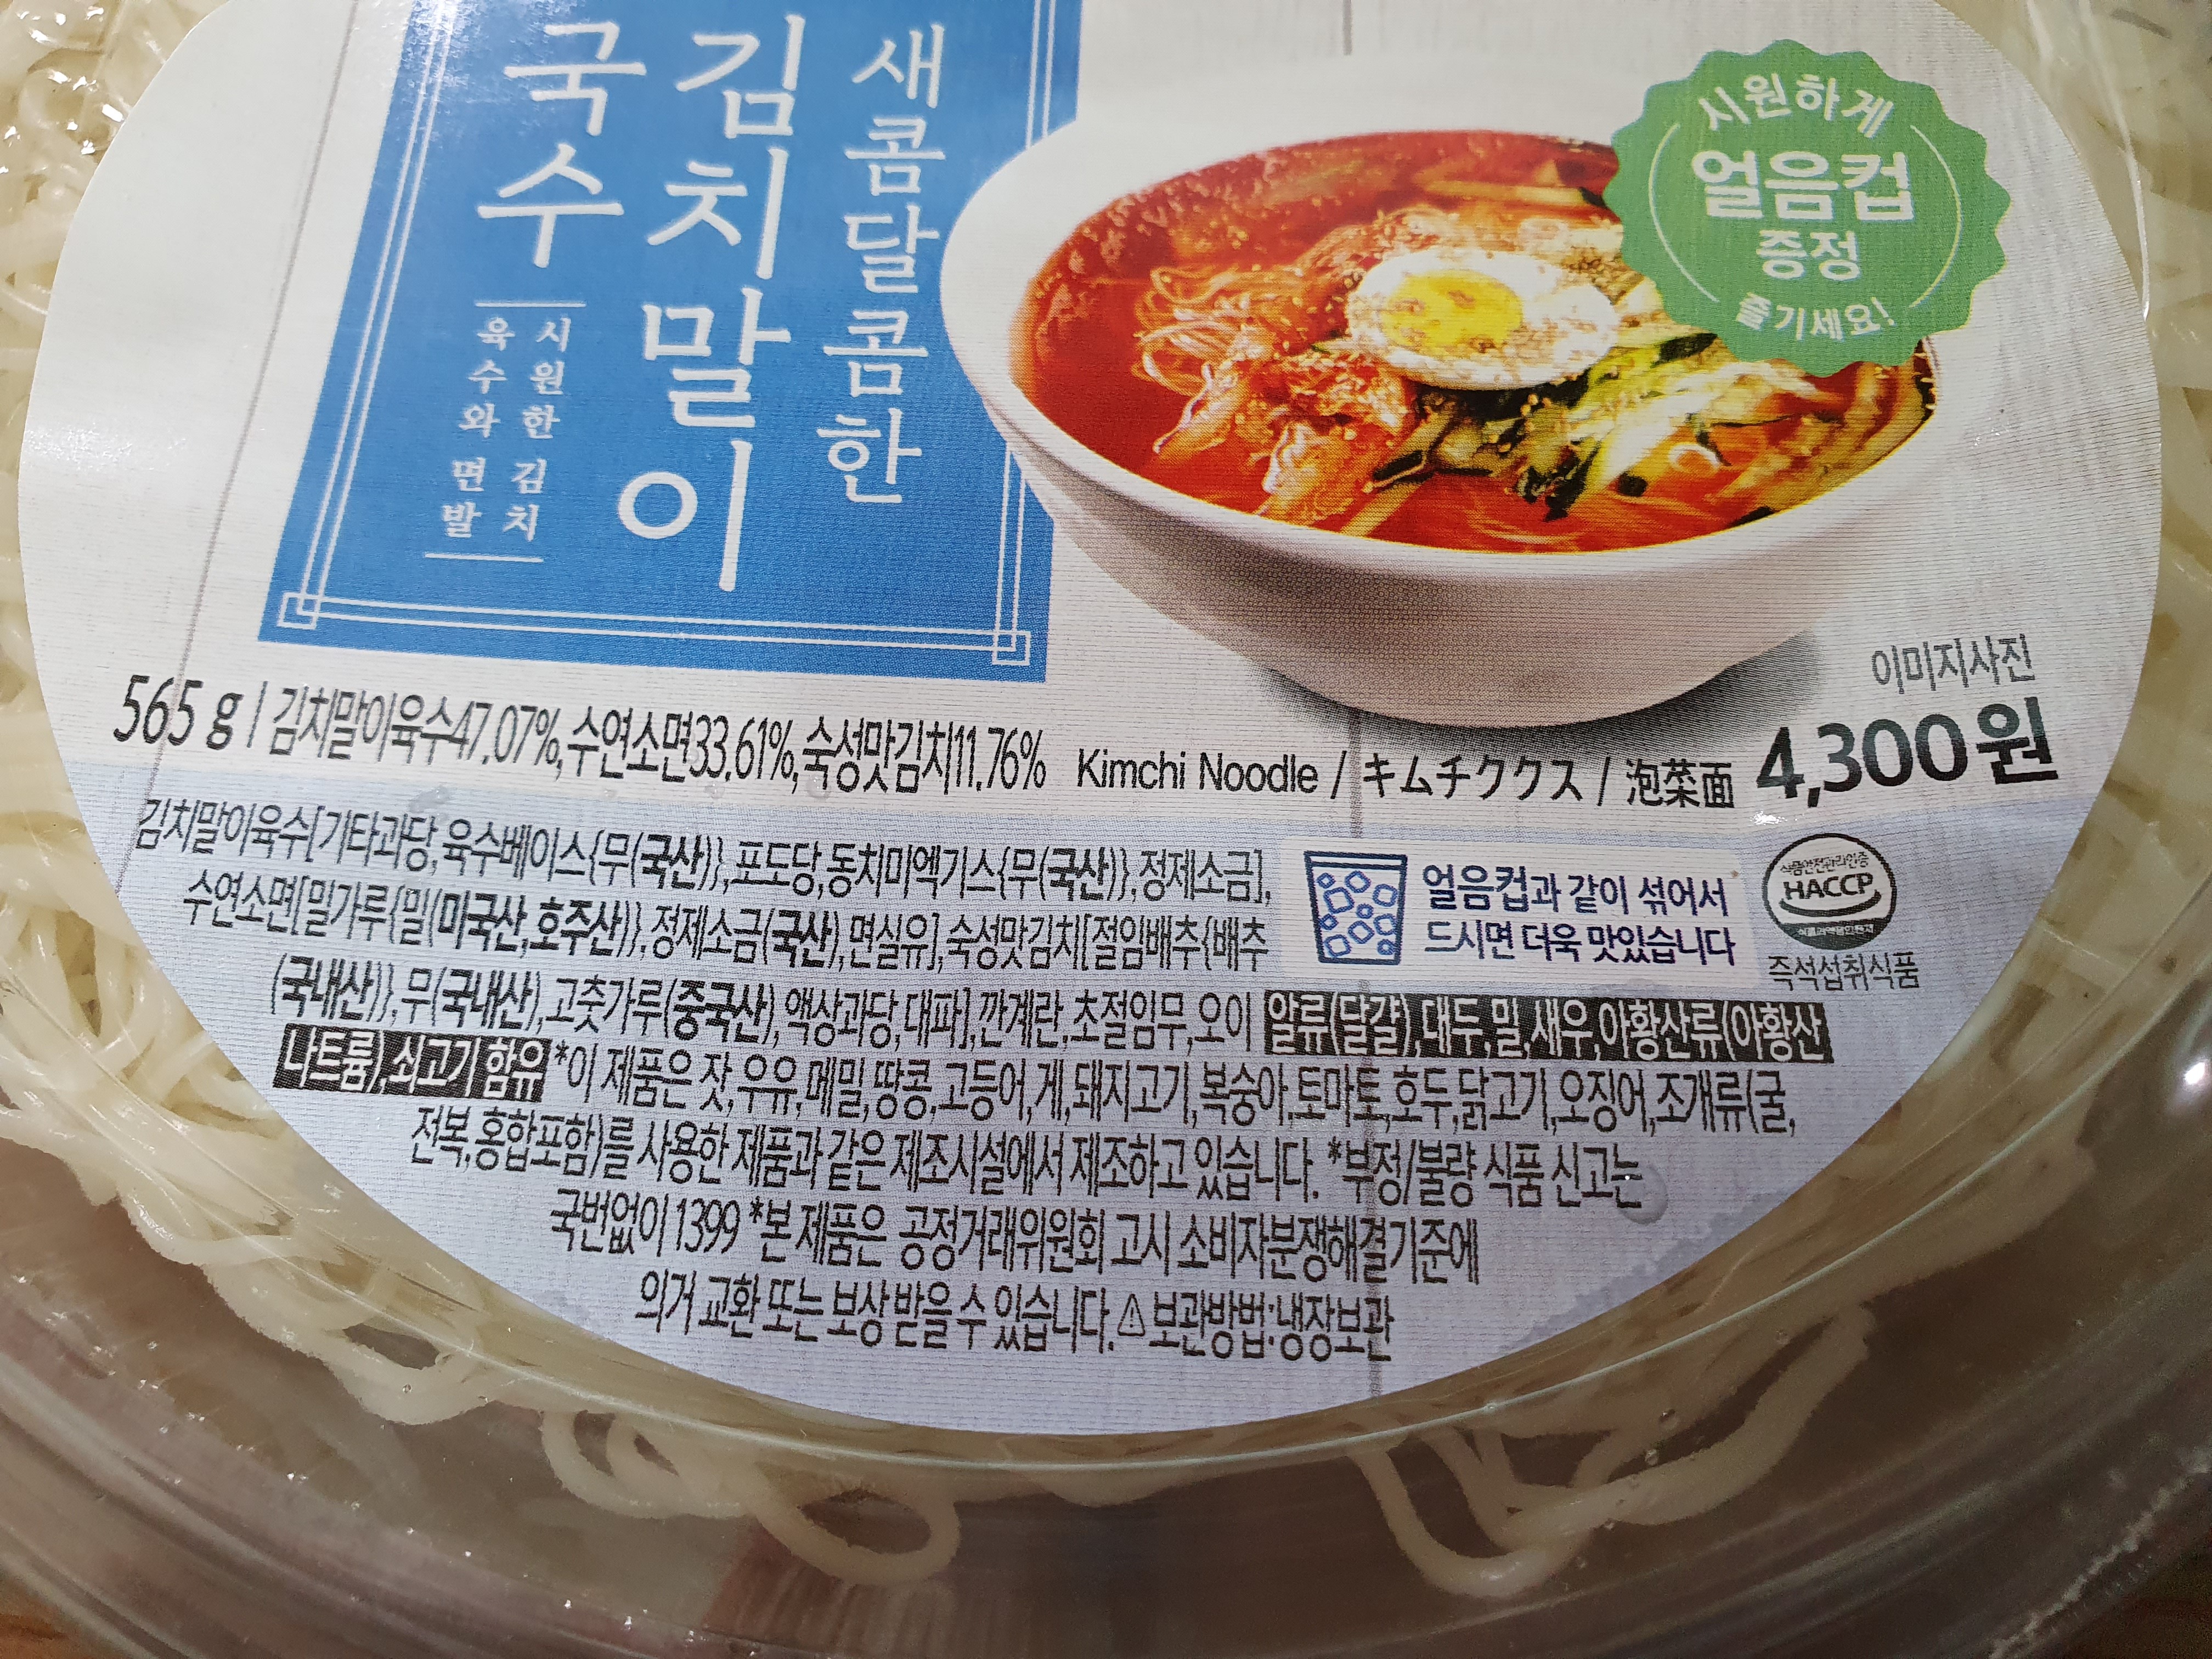 새콤달콤한
김치말이
국수
시원한 김치
육수와 면발
시원하게
얼음컵
증정
즐기세요!
이미지사진
565 g | 김치말이육수47.07%,수연소면33.61%,숙성맛김치11.76%
Kimchi Noodle / キムチククス / 泡菜面
4,300원
김치말이육수[기타과당,육수베이스{무(국산)},포도당,동치미엑기스{무(국산)},정제소금],
수연소면[밀가루{밀(미국산,호주산)},정제소금(국산),면실유],숙성맛김치[절임배추{배추
(국내산)},무(국내산),고춧가루(중국산),액상과당,대파],깐계란,초절임무,오이 알류(달걀),대두,밀,새우,아황산류(아황산
나트륨),쇠고기 함유 *이 제품은 잣,우유,메밀,땅콩,고등어,게,돼지고기,복숭아,토마토,호두,닭고기,오징어,조개류(굴,
전복,홍합포함)를 사용한 제품과 같은 제조시설에서 제조하고 있습니다. *부정/불량 식품 신고는
국번없이 1399 *본 제품은 공정거래위원회 고시 소비자분쟁해결기준에
의거 교환 또는 보상 받을 수 있습니다. ⚠ 보관방법:냉장보관
얼음컵과 같이 섞어서
드시면 더욱 맛있습니다
식품안전관리인증
HACCP
즉석섭취식품